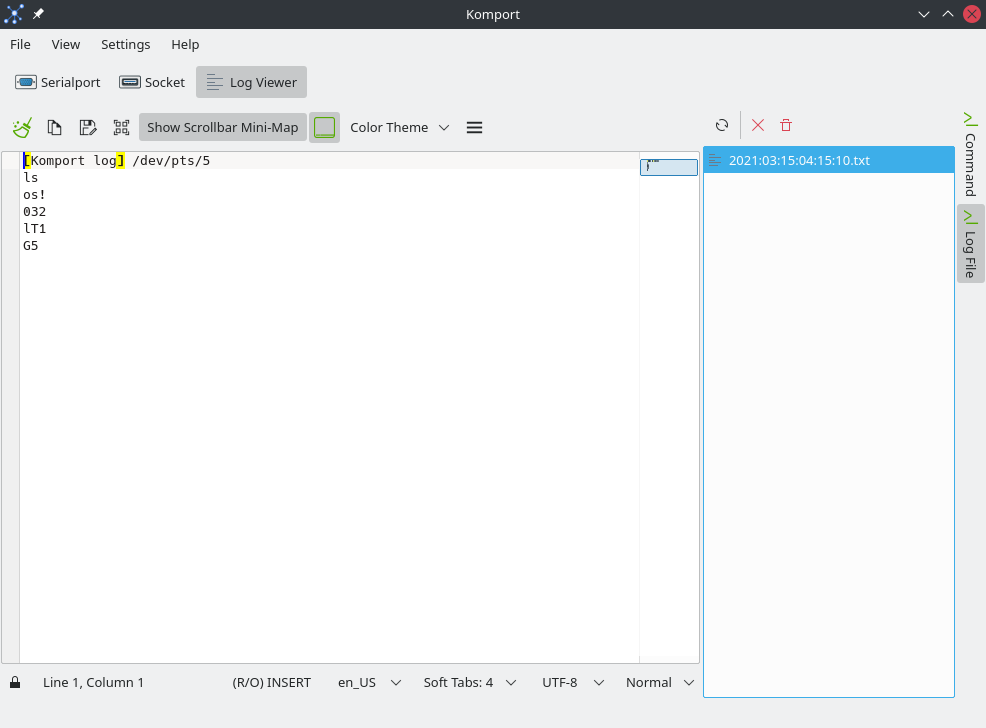 Komport
File View Settings Help
Serialport Socket Log Viewer
Show Scrollbar Mini-Map Color Theme
[Komport log] /dev/pts/5
ls
os!
032
lT1
G5
2021:03:15:04:15:10.txt
Command
Log File
Line 1, Column 1 (R/O) INSERT en_US Soft Tabs: 4 UTF-8 Normal